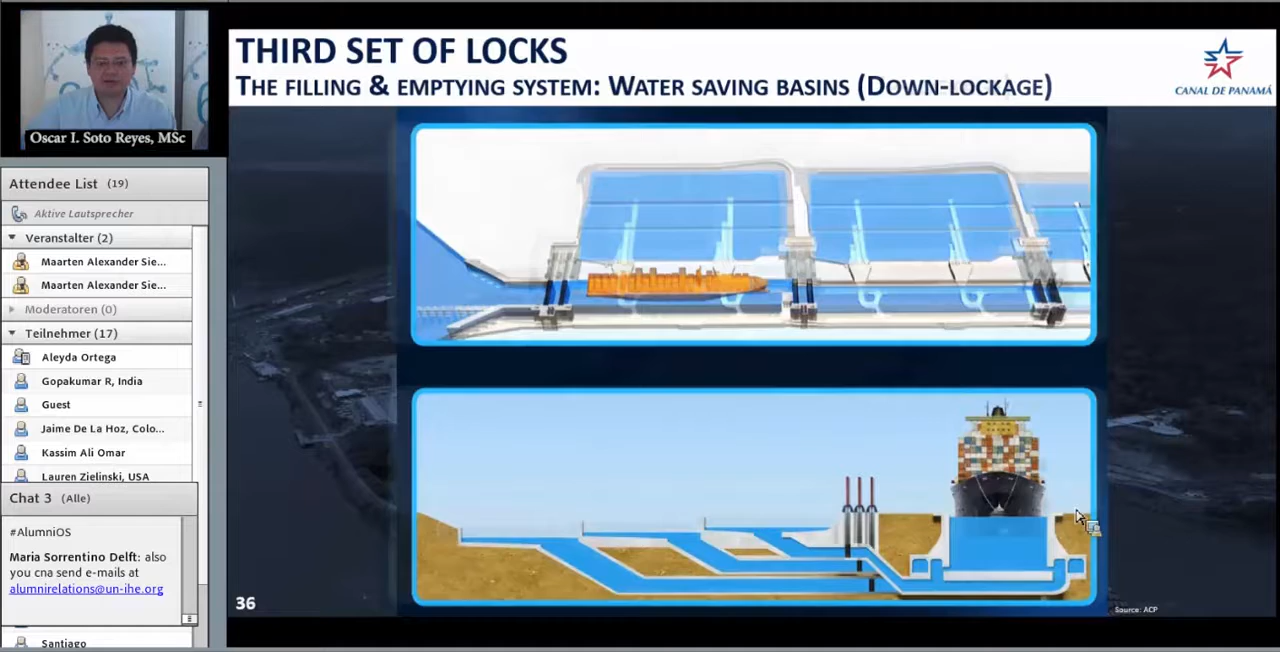 Oscar I. Soto Reyes, MSc
THIRD SET OF LOCKS
THE FILLING & EMPTYING SYSTEM: WATER SAVING BASINS (DOWN-LOCKAGE)
CANAL DE PANAMÁ
Attendee List (19)
Aktive Lautsprecher
Veranstalter (2)
Maarten Alexander Sie...
Maarten Alexander Sie...
Moderatoren (0)
Teilnehmer (17)
Aleyda Ortega
Gopakumar R, India
Guest
Jaime De La Hoz, Colo...
Kassim Ali Omar
Lauren Zielinski, USA
Chat 3 (Alle)
#AlumniOS
Maria Sorrentino Delft: also
you cna send e-mails at
alumnirelations@un-ihe.org
Santiago
36
Source: ACP